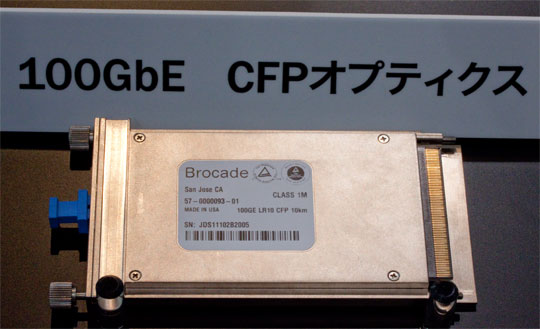 100GbE CFPオプティクス
Brocade
San Jose CA
CLASS 1M
57-0000093-01
MADE IN USA 100GE LR10 CFP 10km
SN: JDS1110282005